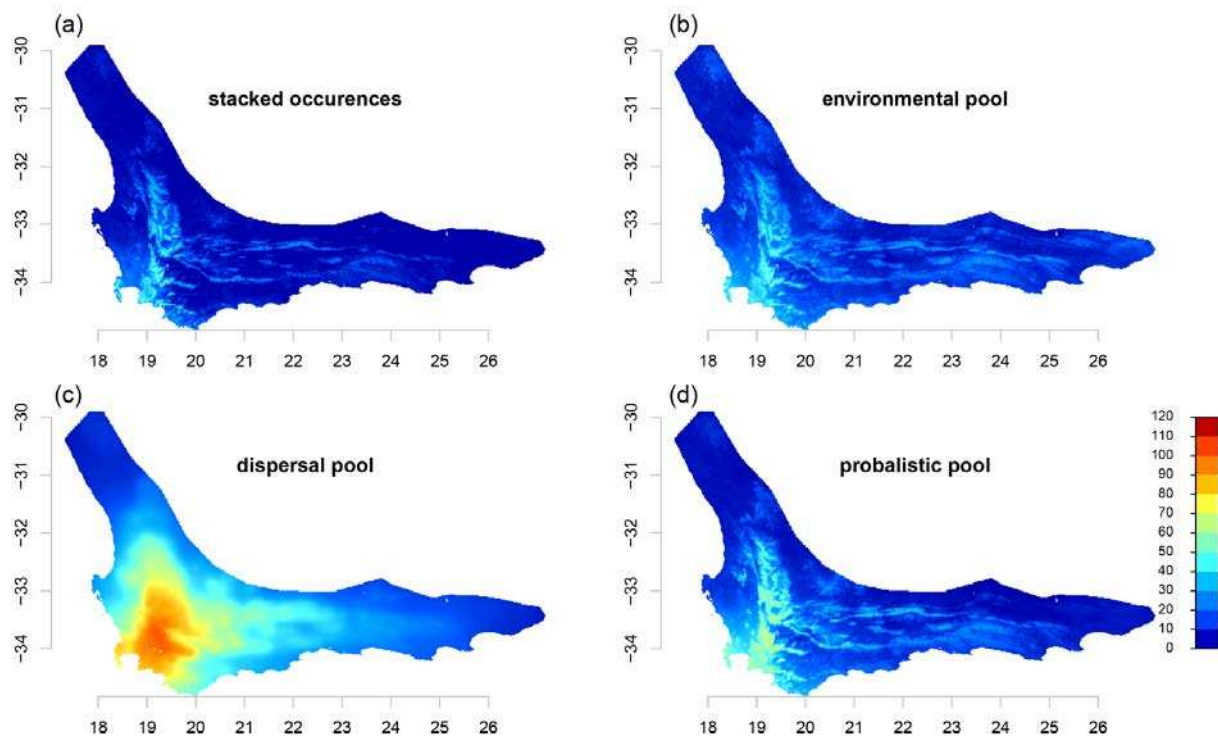 (a)
-30
-31
-32
-33
-34
stacked occurences
18 19 20 21 22 23 24 25 26
(b)
-30
-31
-32
-33
-34
environmental pool
18 19 20 21 22 23 24 25 26
(c)
-30
-31
-32
-33
-34
dispersal pool
18 19 20 21 22 23 24 25 26
(d)
-30
-31
-32
-33
-34
probalistic pool
18 19 20 21 22 23 24 25 26
120
110
100
90
80
70
60
50
40
30
20
10
0